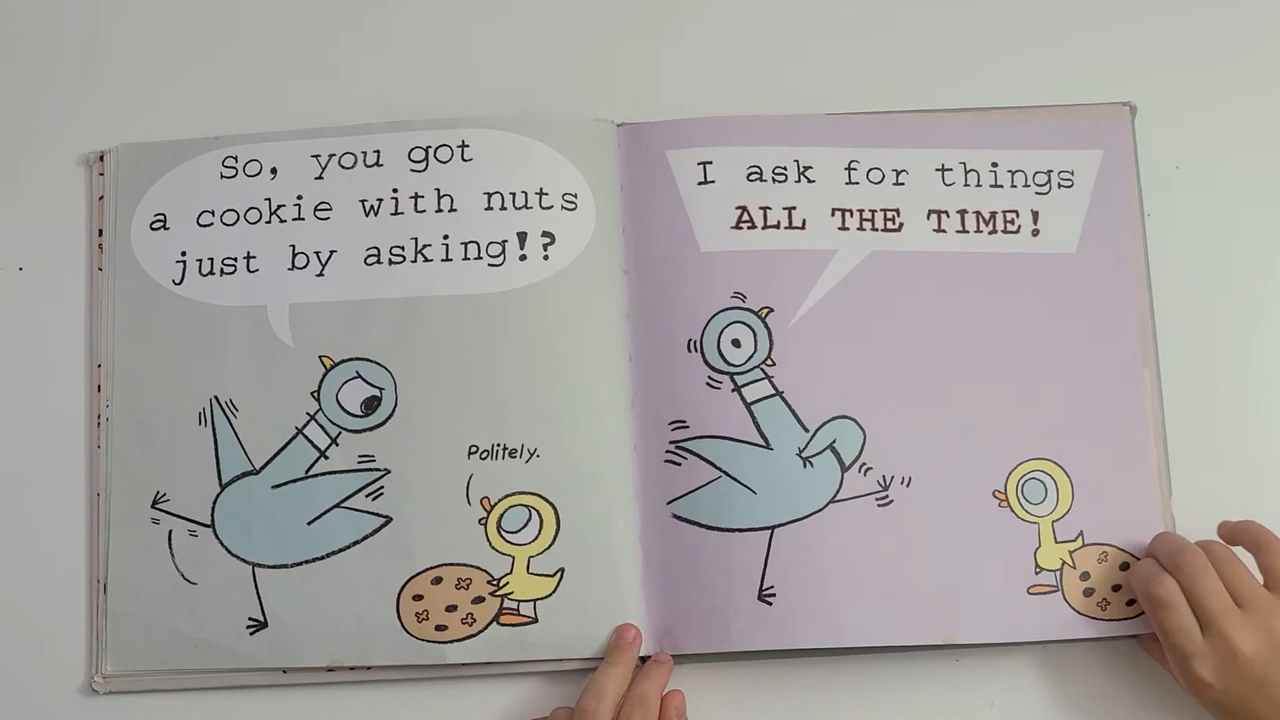 So, you got
a cookie with nuts
just by asking!?
Politely.
I ask for things
ALL THE TIME!